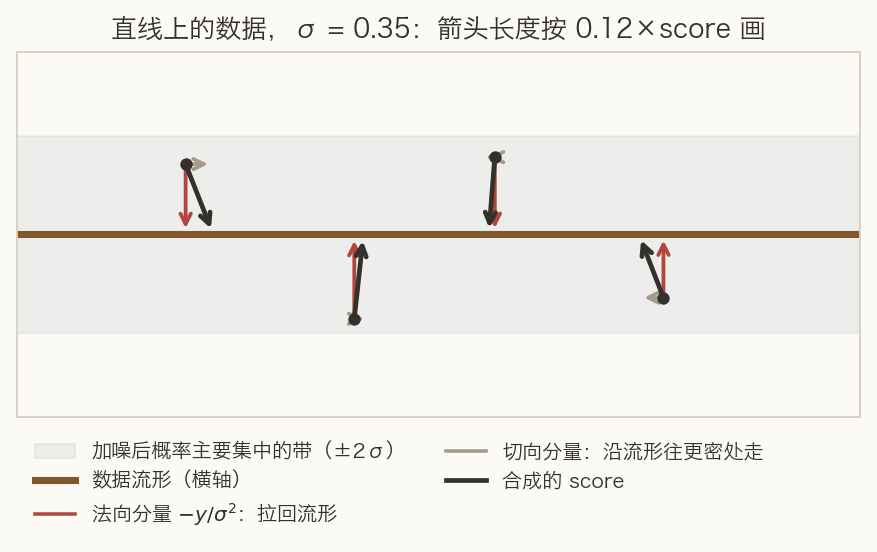 直线上的数据， σ = 0.35：箭头长度按 0.12×score 画
加噪后概率主要集中的带（±2σ）
数据流形（横轴）
法向分量 −y/σ²：拉回流形
切向分量：沿流形往更密处走
合成的 score